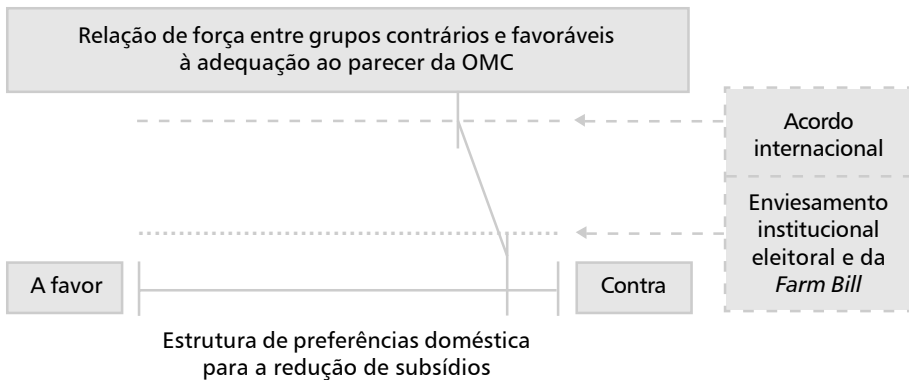 Relação de força entre grupos contrários e favoráveis
à adequação ao parecer da OMC
Acordo
internacional
Enviesamento
institucional
eleitoral e da
Farm Bill
A favor
Contra
Estrutura de preferências doméstica
para a redução de subsídios